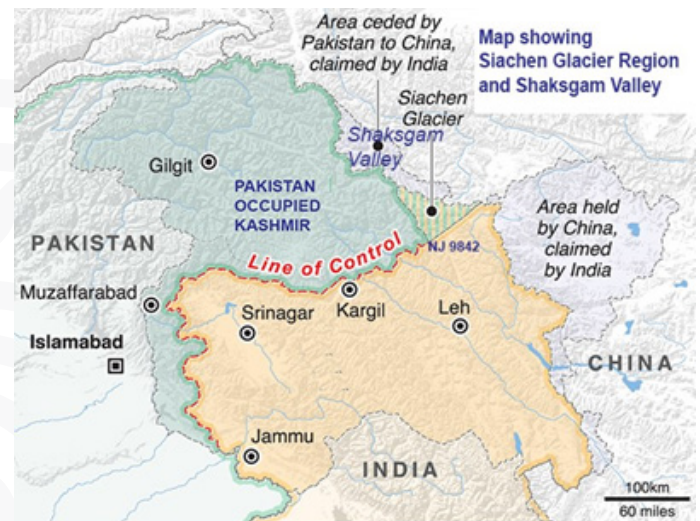 Area ceded by
Pakistan to China,
claimed by India
Map showing
Siachen Glacier Region
and Shaksgam Valley
Siachen
Glacier
Shaksgam
Valley
Gilgit
PAKISTAN
OCCUPIED
KASHMIR
Area held
by China,
claimed
by India
PAKISTAN
Line of Control
NJ 9842
Muzaffarabad
Srinagar
Kargil
Leh
Islamabad
CHINA
Jammu
INDIA
100km
60 miles